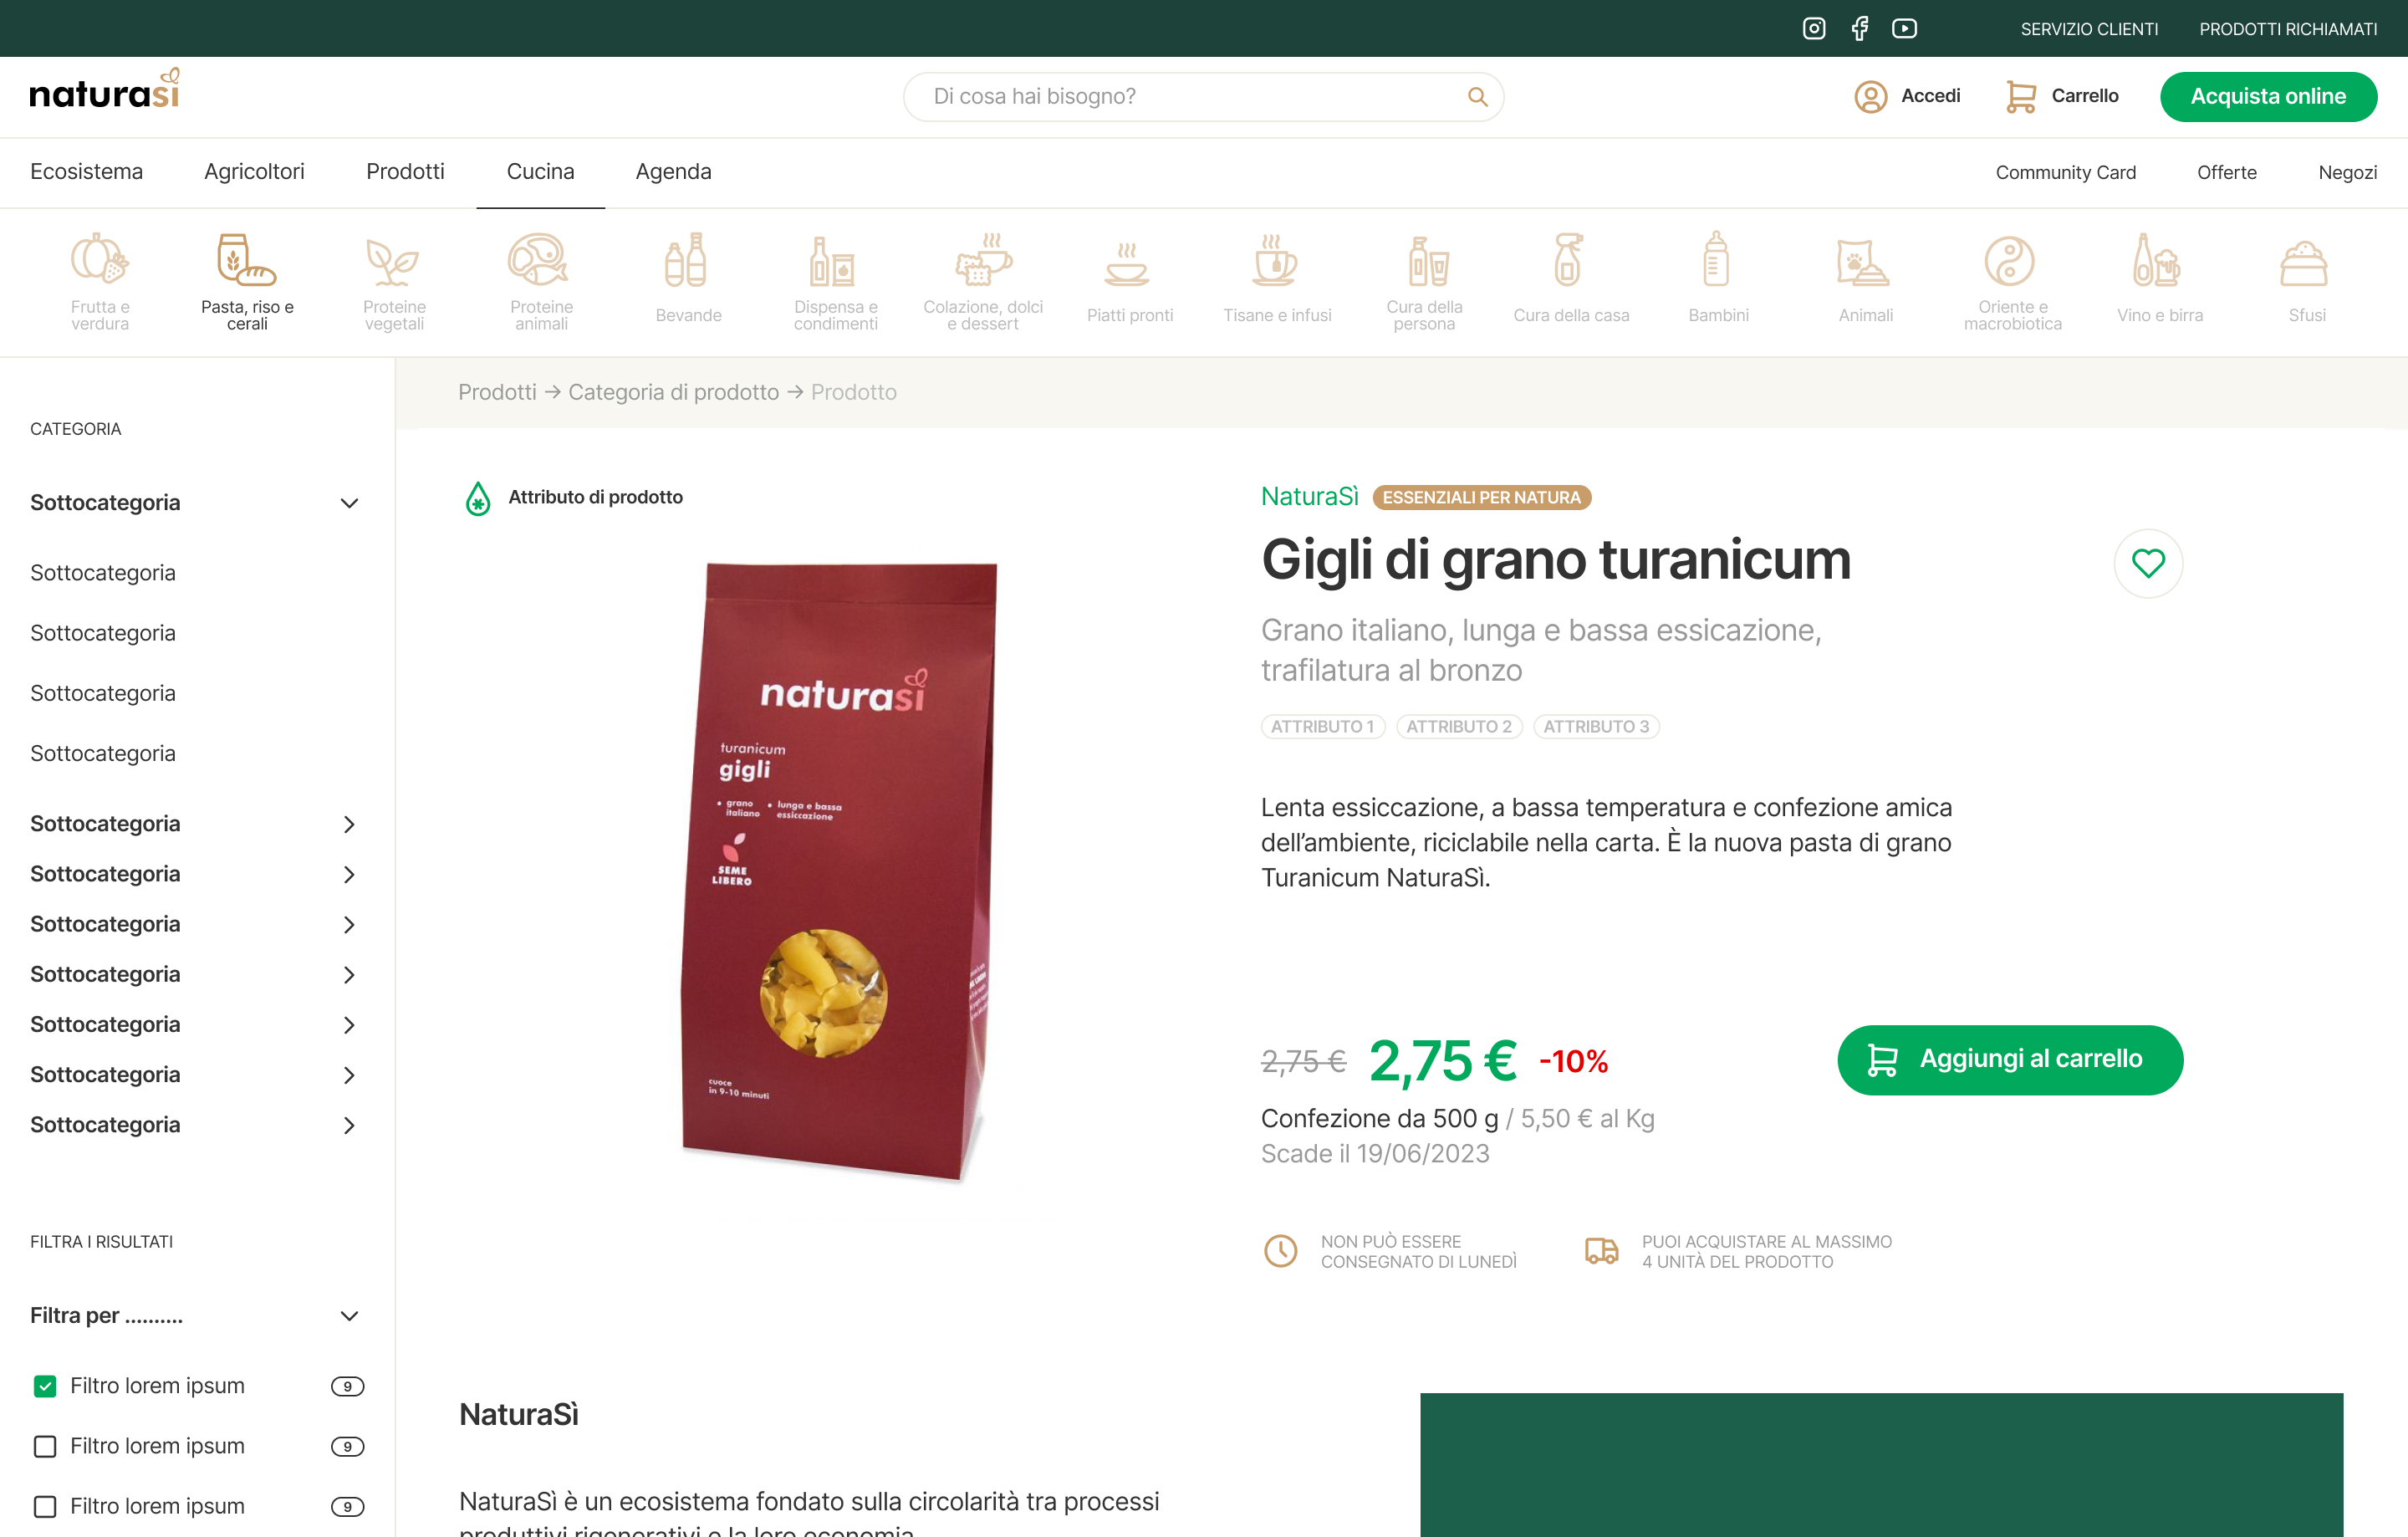 SERVIZIO CLIENTI
PRODOTTI RICHIAMATI
naturasì
Di cosa hai bisogno?
Accedi
Carrello
Acquista online
Ecosistema
Agricoltori
Prodotti
Cucina
Agenda
Community Card
Offerte
Negozi
Frutta e
verdura
Pasta, riso e
cerali
Proteine
vegetali
Proteine
animali
Bevande
Dispensa e
condimenti
Colazione, dolci
e dessert
Piatti pronti
Tisane e infusi
Cura della
persona
Cura della casa
Bambini
Animali
Oriente e
macrobiotica
Vino e birra
Sfusi
CATEGORIA
Sottocategoria
Sottocategoria
Sottocategoria
Sottocategoria
Sottocategoria
Sottocategoria
Sottocategoria
Sottocategoria
Sottocategoria
Sottocategoria
Sottocategoria
Sottocategoria
FILTRA I RISULTATI
Filtra per ..........
Filtro lorem ipsum 9
Filtro lorem ipsum 9
Filtro lorem ipsum 9
Prodotti → Categoria di prodotto → Prodotto
Attributo di prodotto
naturasì
turanicum
gigli
• grano
italiano
• lunga e bassa
essiccazione
SEME
LIBERO
cuoce
in 9-10 minuti
NaturaSì
ESSENZIALI PER NATURA
Gigli di grano turanicum
Grano italiano, lunga e bassa essicazione,
trafilatura al bronzo
ATTRIBUTO 1
ATTRIBUTO 2
ATTRIBUTO 3
Lenta essiccazione, a bassa temperatura e confezione amica
dell’ambiente, riciclabile nella carta. È la nuova pasta di grano
Turanicum NaturaSì.
2,75 € 2,75 € -10%
Aggiungi al carrello
Confezione da 500 g / 5,50 € al Kg
Scade il 19/06/2023
NON PUÒ ESSERE
CONSEGNATO DI LUNEDÌ
PUOI ACQUISTARE AL MASSIMO
4 UNITÀ DEL PRODOTTO
NaturaSì
NaturaSì è un ecosistema fondato sulla circolarità tra processi
produttivi rigenerativi e la loro economia